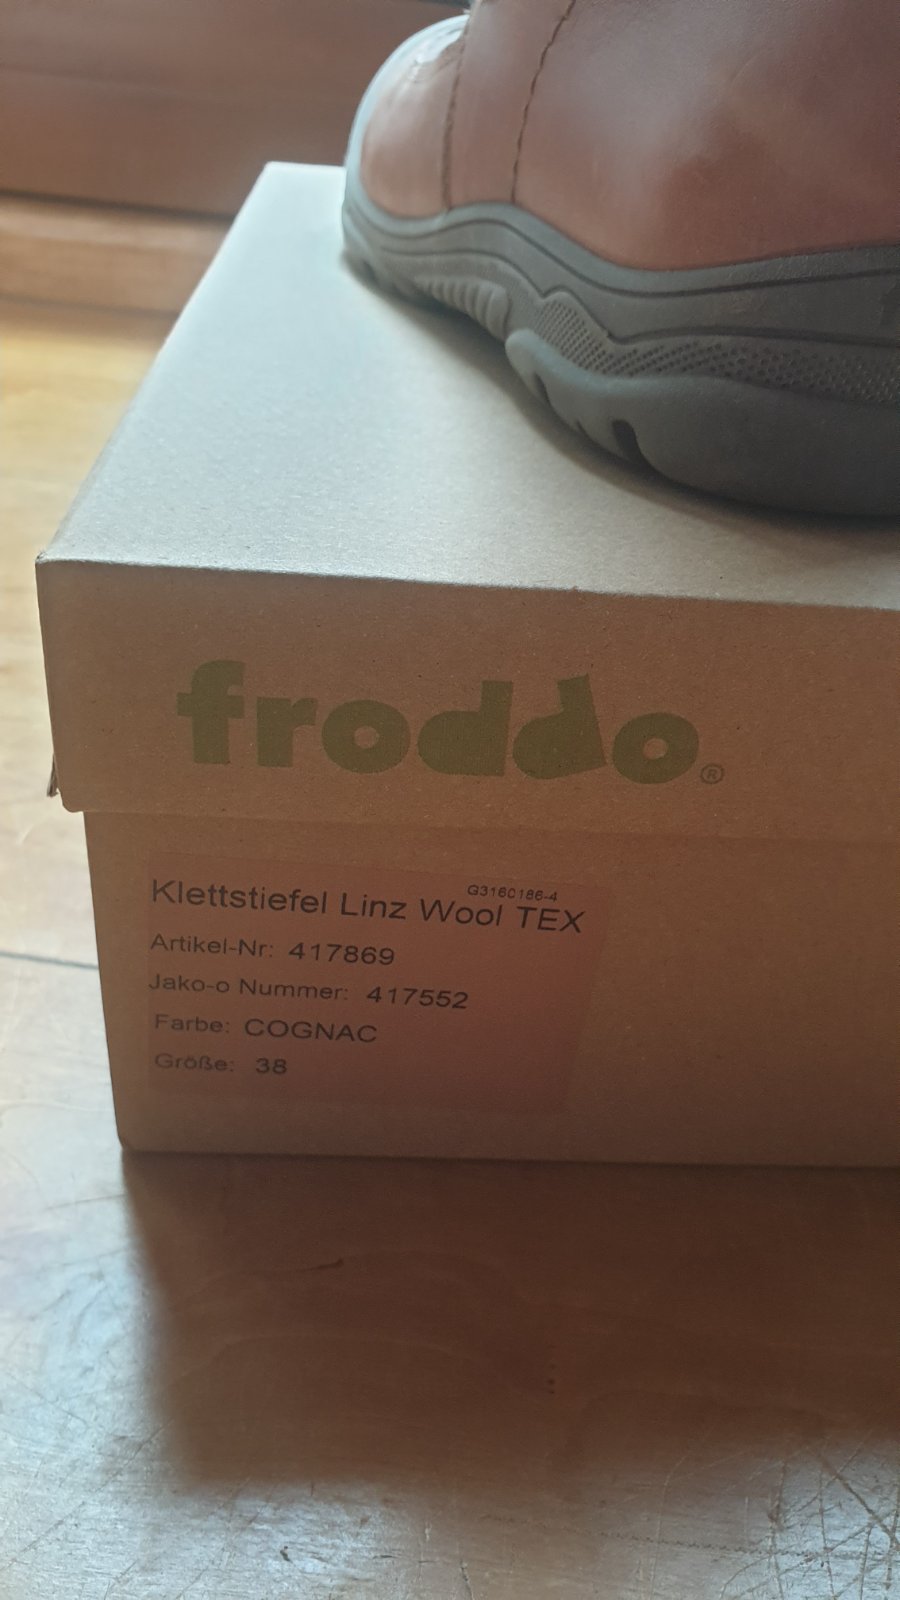 froddo®
G3160186-4
Klettstiefel Linz Wool TEX
Artikel-Nr: 417869
Jako-o Nummer: 417552
Farbe: COGNAC
Größe: 38